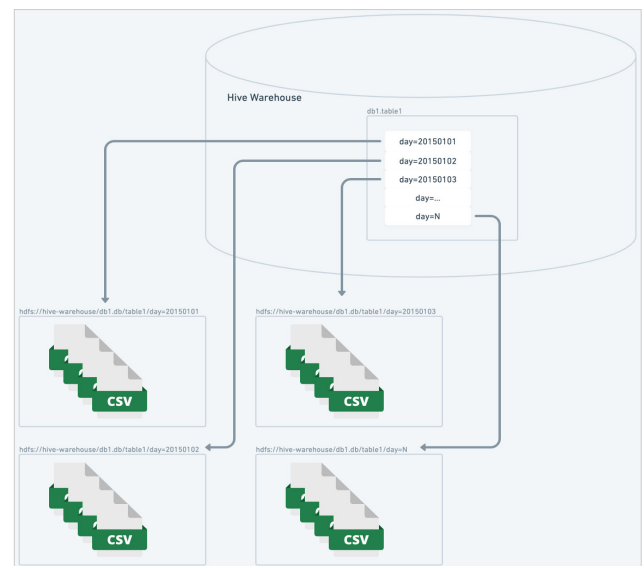 Hive Warehouse
db1.table1
day=20150101
day=20150102
day=20150103
day=...
day=N
hdfs://hive-warehouse/db1.db/table1/day=20150101
hdfs://hive-warehouse/db1.db/table1/day=20150103
CSV
CSV
hdfs://hive-warehouse/db1.db/table1/day=20150102
hdfs://hive-warehouse/db1.db/table1/day=N
CSV
CSV